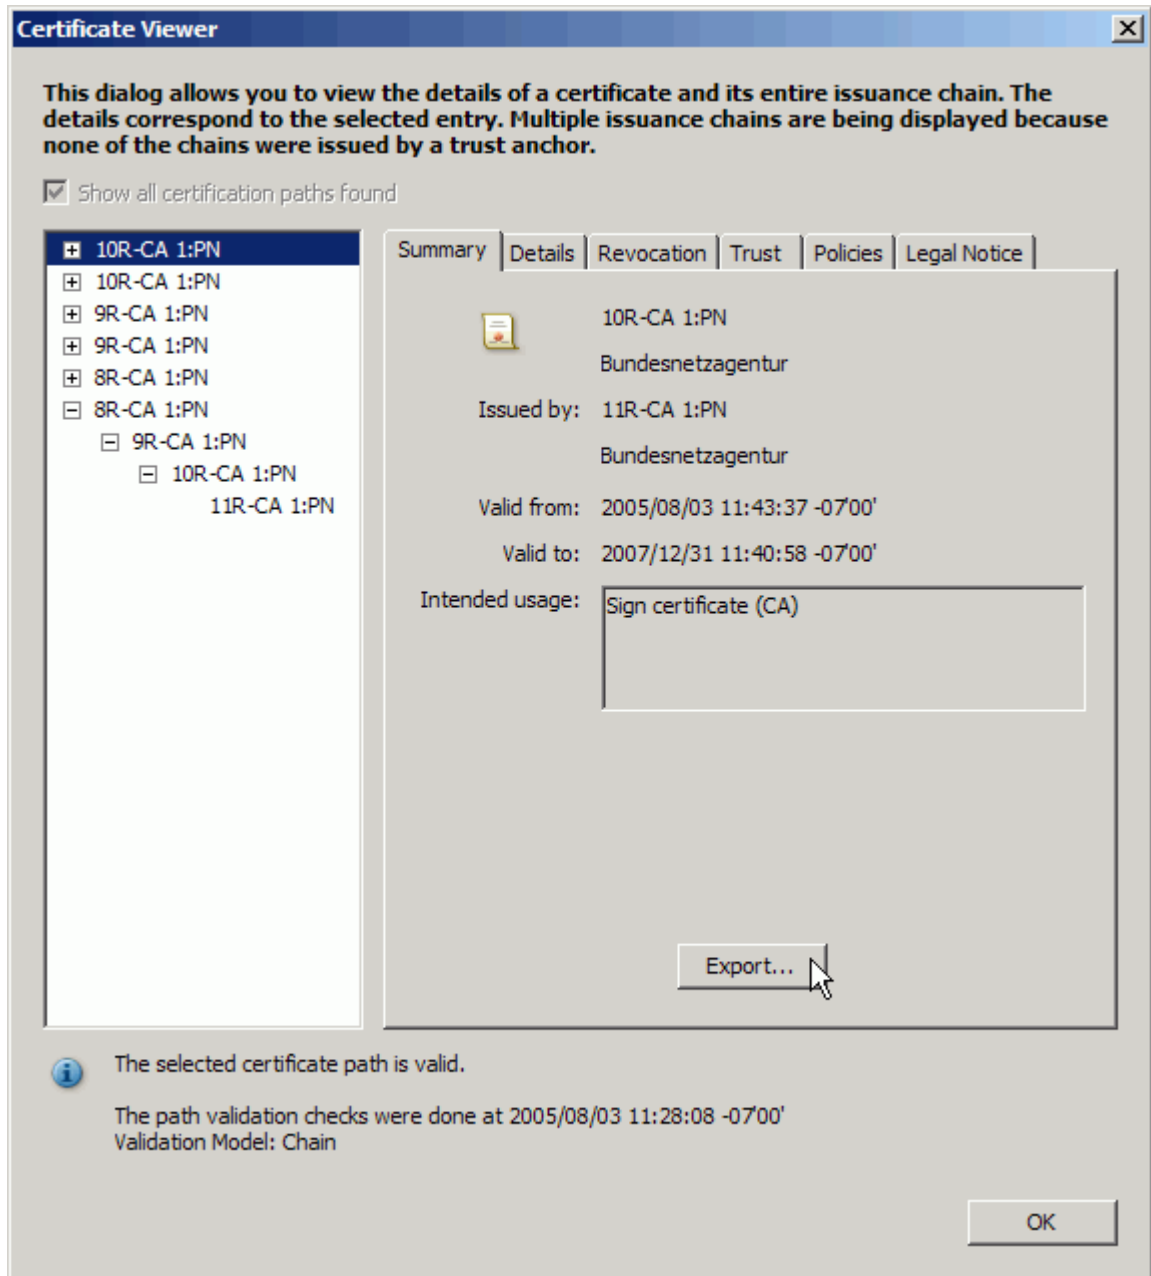 Certificate Viewer
This dialog allows you to view the details of a certificate and its entire issuance chain. The
details correspond to the selected entry. Multiple issuance chains are being displayed because
none of the chains were issued by a trust anchor.
Show all certification paths found
10R-CA 1:PN
10R-CA 1:PN
9R-CA 1:PN
9R-CA 1:PN
8R-CA 1:PN
8R-CA 1:PN
9R-CA 1:PN
10R-CA 1:PN
11R-CA 1:PN
Summary Details Revocation Trust Policies Legal Notice
10R-CA 1:PN
Bundesnetzagentur
Issued by: 11R-CA 1:PN
Bundesnetzagentur
Valid from: 2005/08/03 11:43:37 -07'00'
Valid to: 2007/12/31 11:40:58 -07'00'
Intended usage: Sign certificate (CA)
Export...
The selected certificate path is valid.
The path validation checks were done at 2005/08/03 11:28:08 -07'00'
Validation Model: Chain
OK